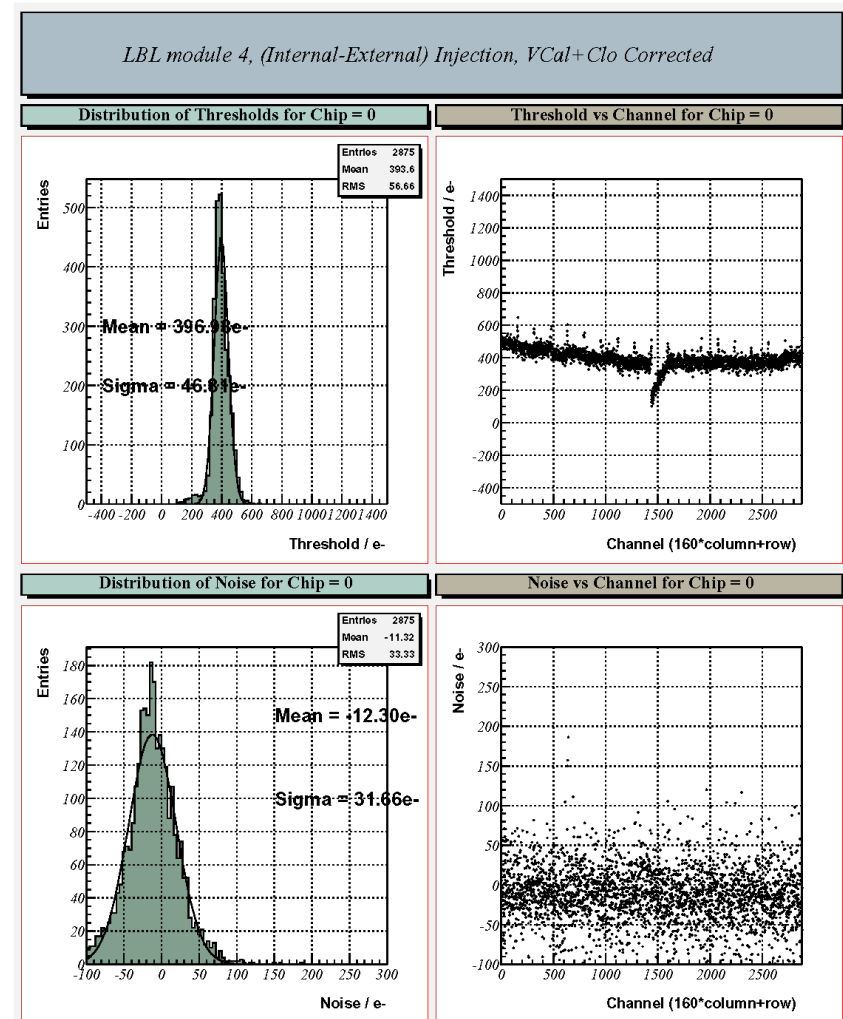 LBL module 4, (Internal-External) Injection, VCal+Clo Corrected
Distribution of Thresholds for Chip = 0
Entries 2875
Mean 393.6
RMS 56.66
Entries
500
400
300
200
100
0
Mean = 396.98e-
Sigma = 46.81e-
-400 -200 0 200 400 600 800 1000 1200 1400
Threshold / e-
Threshold vs Channel for Chip = 0
Threshold / e-
1400
1200
1000
800
600
400
200
0
-200
-400
0 500 1000 1500 2000 2500
Channel (160*column+row)
Distribution of Noise for Chip = 0
Entries 2875
Mean -11.32
RMS 33.33
Entries
180
160
140
120
100
80
60
40
20
0
Mean = -12.30e-
Sigma = 31.66e-
-100 -50 0 50 100 150 200 250 300
Noise / e-
Noise vs Channel for Chip = 0
Noise / e-
300
250
200
150
100
50
0
-50
-100
0 500 1000 1500 2000 2500
Channel (160*column+row)